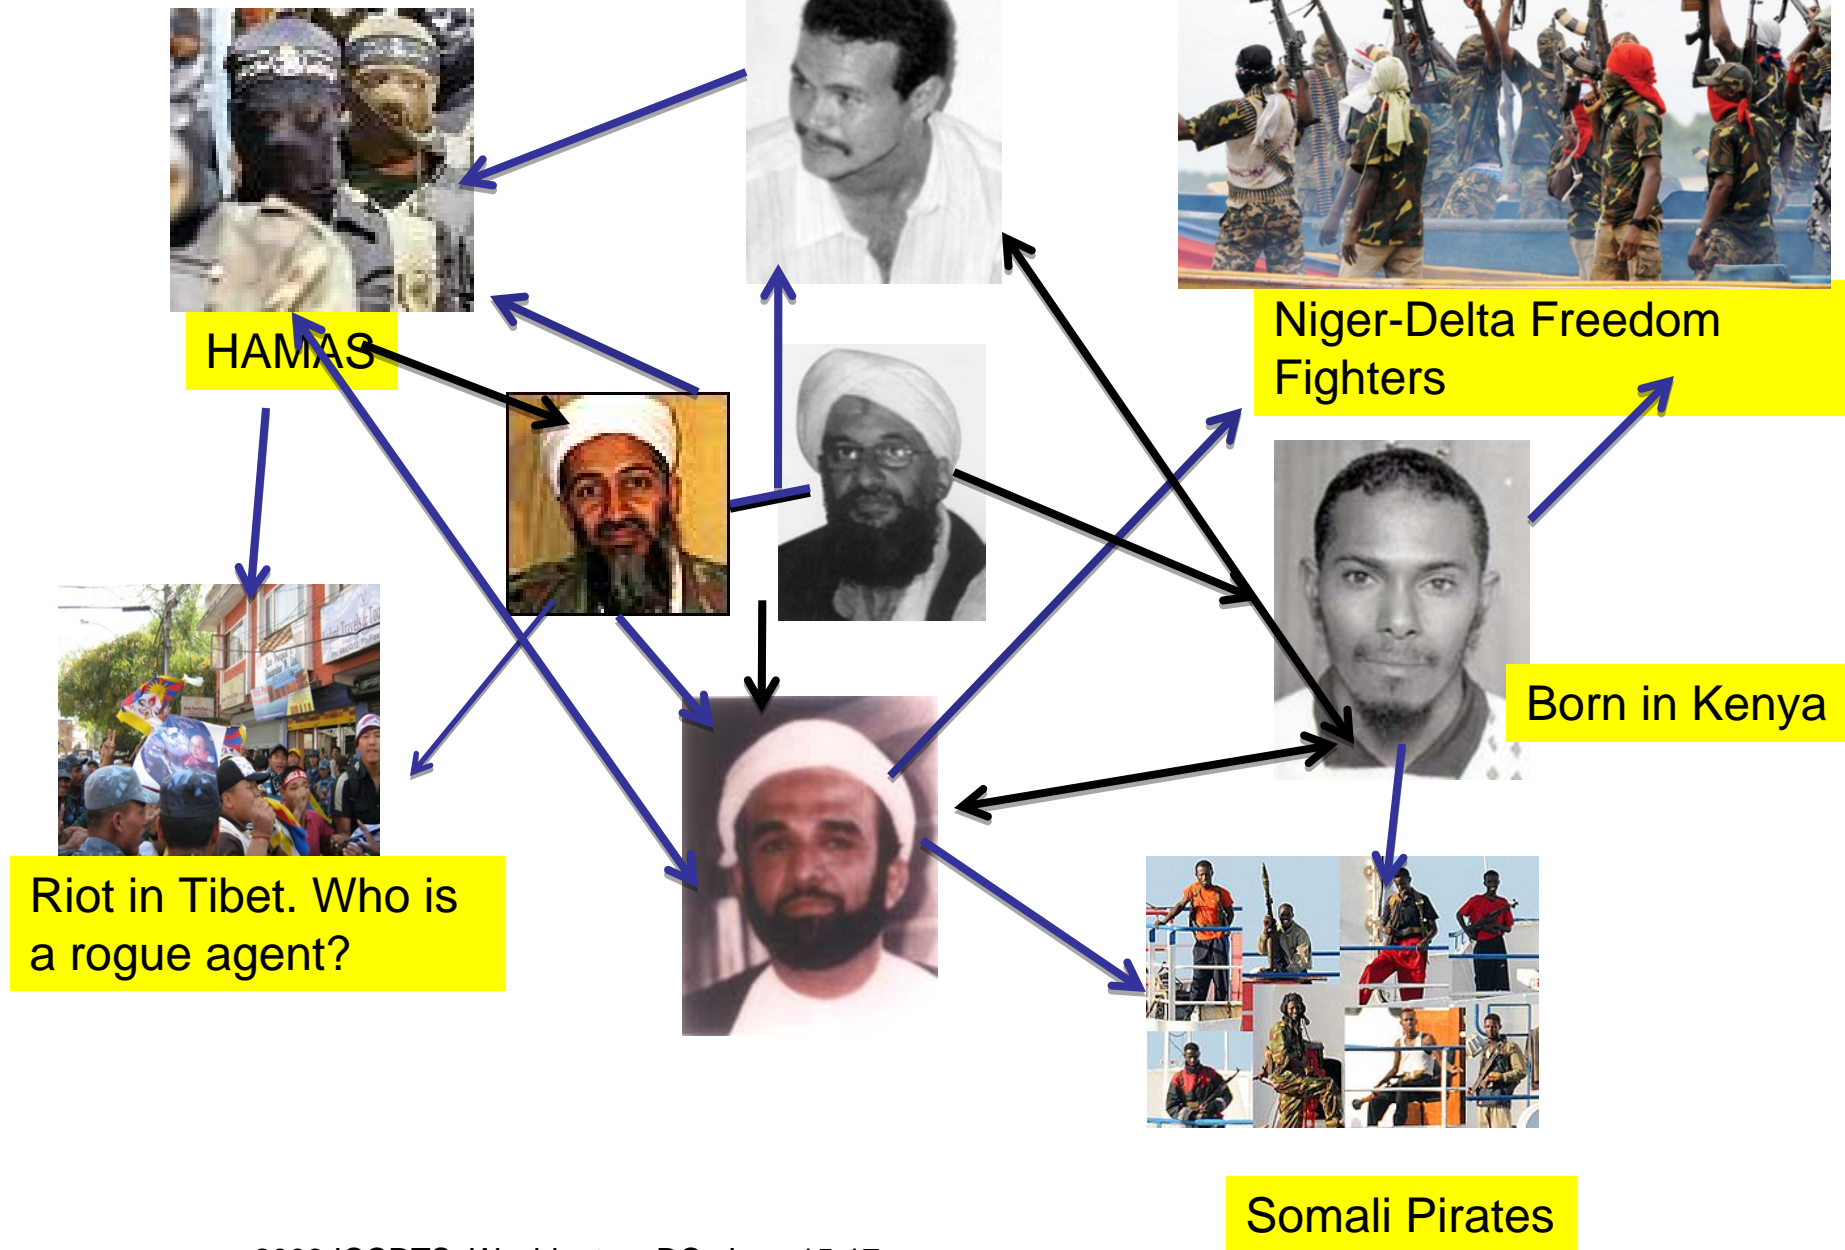 HAMAS
Niger-Delta Freedom
Fighters
Born in Kenya
Riot in Tibet. Who is
a rogue agent?
Somali Pirates